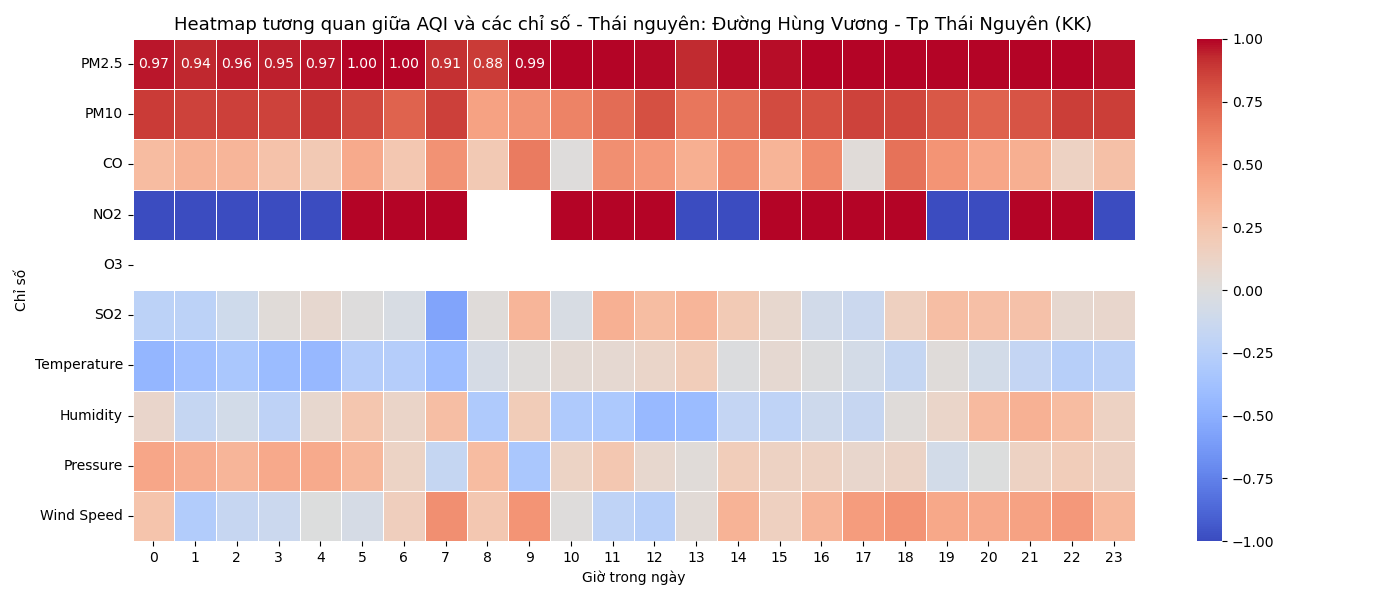 Heatmap tương quan giữa AQI và các chỉ số - Thái nguyên: Đường Hùng Vương - Tp Thái Nguyên (KK)
PM2.5
0.97 0.94 0.96 0.95 0.97 1.00 1.00 0.91 0.88 0.99
PM10
CO
NO2
O3
SO2
Temperature
Humidity
Pressure
Wind Speed
Chỉ số
0 1 2 3 4 5 6 7 8 9 10 11 12 13 14 15 16 17 18 19 20 21 22 23
Giờ trong ngày
1.00
0.75
0.50
0.25
0.00
−0.25
−0.50
−0.75
−1.00